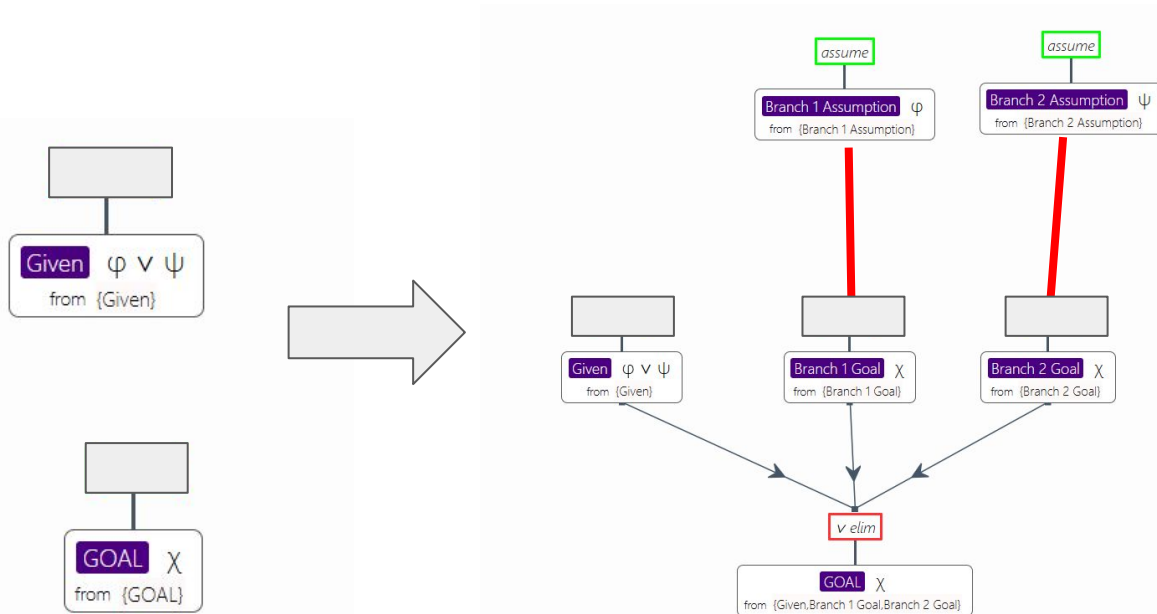 Given φ ∨ ψ
from {Given}
GOAL χ
from {GOAL}
assume
Branch 1 Assumption φ
from {Branch 1 Assumption}
assume
Branch 2 Assumption ψ
from {Branch 2 Assumption}
Given φ ∨ ψ
from {Given}
Branch 1 Goal χ
from {Branch 1 Goal}
Branch 2 Goal χ
from {Branch 2 Goal}
∨ elim
GOAL χ
from {Given,Branch 1 Goal,Branch 2 Goal}